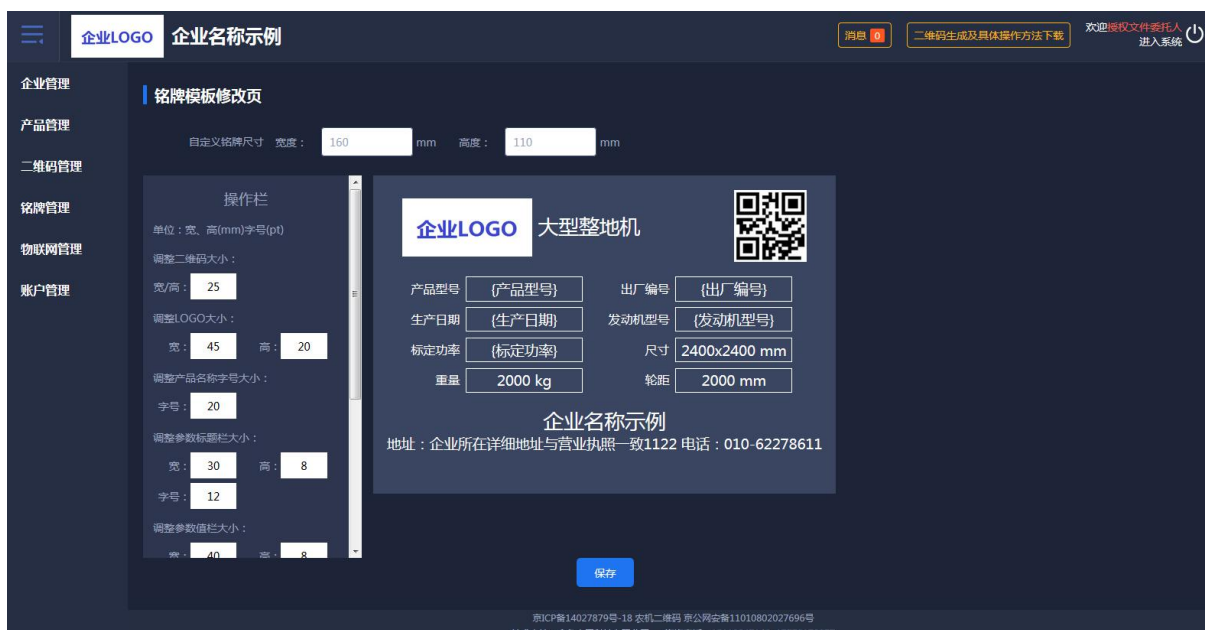 企业LOGO 企业名称示例 消息 0 二维码生成及具体操作方法下载 欢迎授权文件委托人
进入系统
企业管理
产品管理
二维码管理
铭牌管理
物联网管理
账户管理
铭牌模板修改页
自定义铭牌尺寸 宽度： 160 mm 高度： 110 mm
操作栏
单位：宽、高(mm)字号(pt)
调整二维码大小：
宽/高： 25
调整LOGO大小：
宽： 45 高： 20
调整产品名称字号大小：
字号： 20
调整参数标题栏大小：
宽： 30 高： 8
字号： 12
调整参数值栏大小：
宽： 40 高： 8
企业LOGO 大型整地机
产品型号 {产品型号} 出厂编号 {出厂编号}
生产日期 {生产日期} 发动机型号 {发动机型号}
标定功率 {标定功率} 尺寸 2400x2400 mm
重量 2000 kg 轮距 2000 mm
企业名称示例
地址：企业所在详细地址与营业执照一致1122 电话：010-62278611
保存
京ICP备14027879号-18 农机二维码 京公网安备11010802027696号